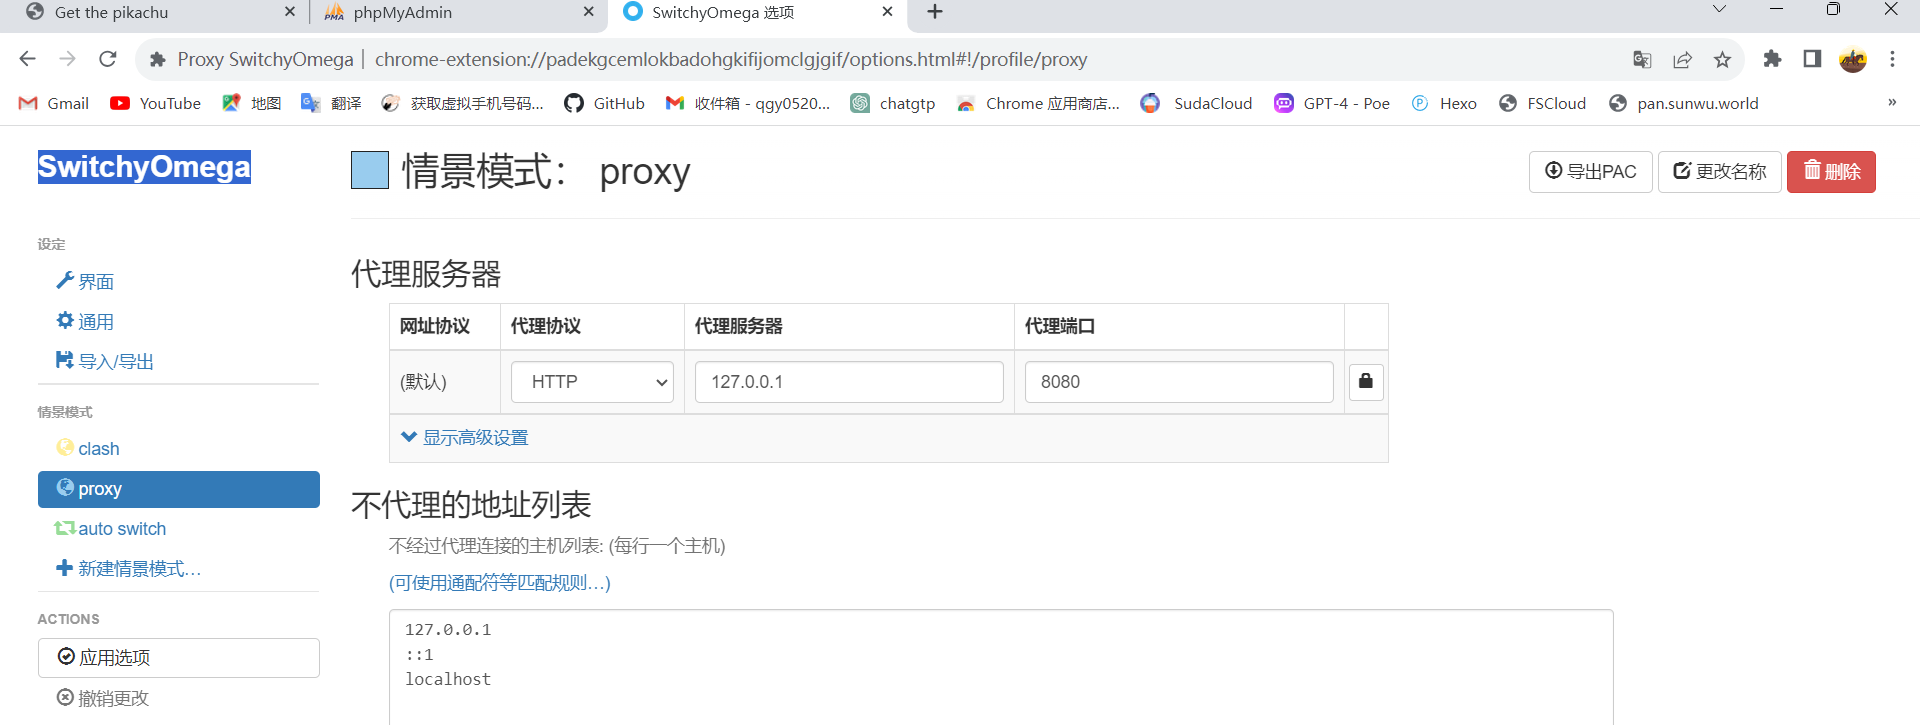 Get the pikachu
phpMyAdmin
SwitchyOmega 选项
Proxy SwitchyOmega | chrome-extension://padekgcemlokbadohgkifijomclgjgif/options.html#!/profile/proxy
Gmail YouTube 地图 翻译 获取虚拟手机号码... GitHub 收件箱 - qgy0520... chatgtp Chrome 应用商店... SudaCloud GPT-4 - Poe Hexo FSCloud pan.sunwu.world »
SwitchyOmega
设定
界面
通用
导入/导出
情景模式
clash
proxy
auto switch
新建情景模式...
ACTIONS
应用选项
撤销更改
情景模式: proxy
导出PAC 更改名称 删除
代理服务器
网址协议 代理协议 代理服务器 代理端口
(默认) HTTP 127.0.0.1 8080
显示高级设置
不代理的地址列表
不经过代理连接的主机列表: (每行一个主机)
(可使用通配符等匹配规则...)
127.0.0.1
::1
localhost